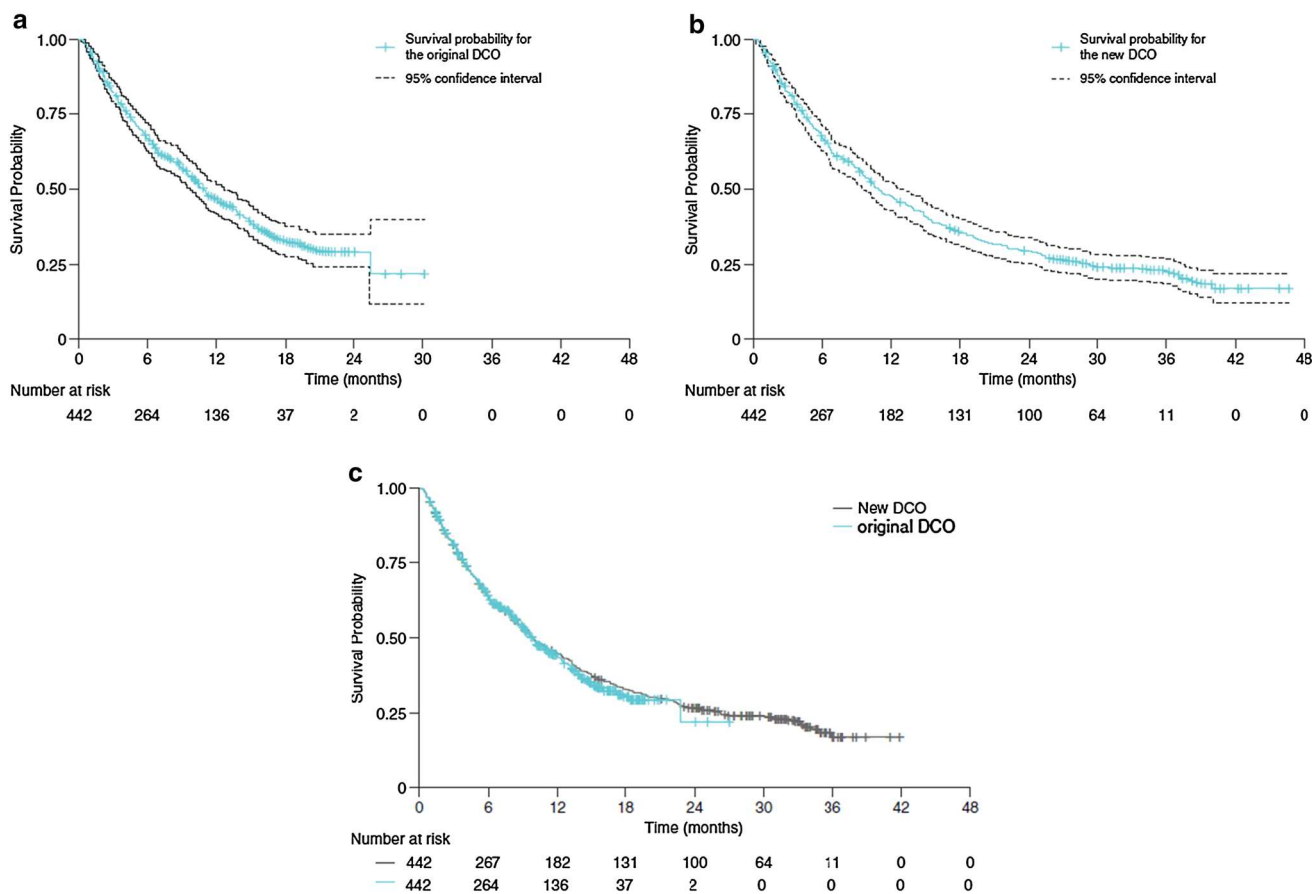 a
Survival probability for
the original DCO
95% confidence interval
1.00
0.75
0.50
0.25
0
Survival Probability
0 6 12 18 24 30 36 42 48
Time (months)
Number at risk
442 264 136 37 2 0 0 0 0
b
Survival probability for
the new DCO
95% confidence interval
1.00
0.75
0.50
0.25
0
Survival Probability
0 6 12 18 24 30 36 42 48
Time (months)
Number at risk
442 267 182 131 100 64 11 0 0
c
New DCO
original DCO
1.00
0.75
0.50
0.25
0
Survival Probability
0 6 12 18 24 30 36 42 48
Time (months)
Number at risk
442 267 182 131 100 64 11 0 0
442 264 136 37 2 0 0 0 0